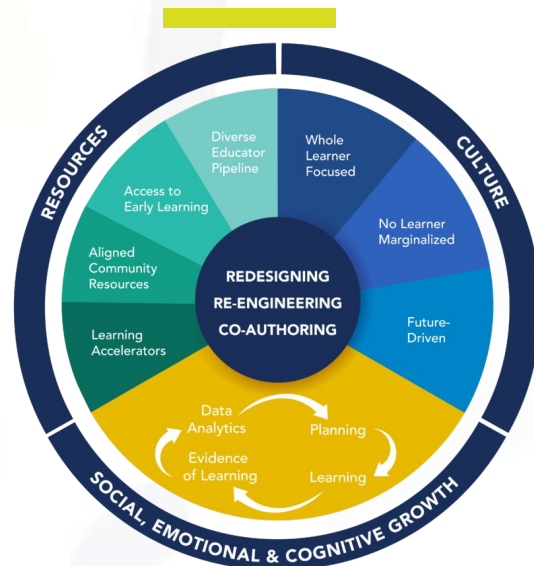 RESOURCES
CULTURE
SOCIAL, EMOTIONAL & COGNITIVE GROWTH
Diverse
Educator
Pipeline
Whole
Learner
Focused
Access to
Early Learning
No Learner
Marginalized
Aligned
Community
Resources
REDESIGNING
RE-ENGINEERING
CO-AUTHORING
Learning
Accelerators
Future-
Driven
Data
Analytics
Planning
Evidence
of Learning
Learning